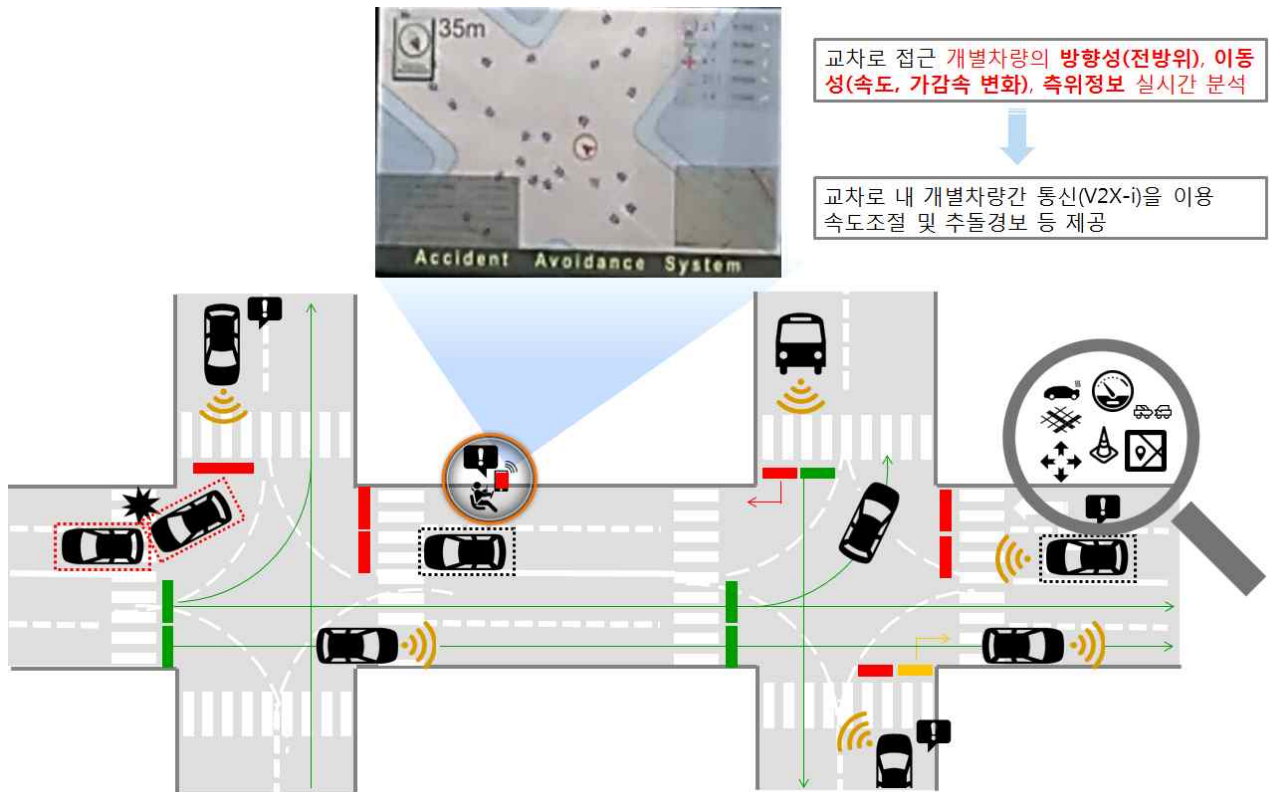 35m
Accident Avoidance System
교차로 접근 개별차량의 방향성(전방위), 이동
성(속도, 가감속 변화), 측위정보 실시간 분석
교차로 내 개별차량간 통신(V2X-i)을 이용
속도조절 및 추돌경보 등 제공